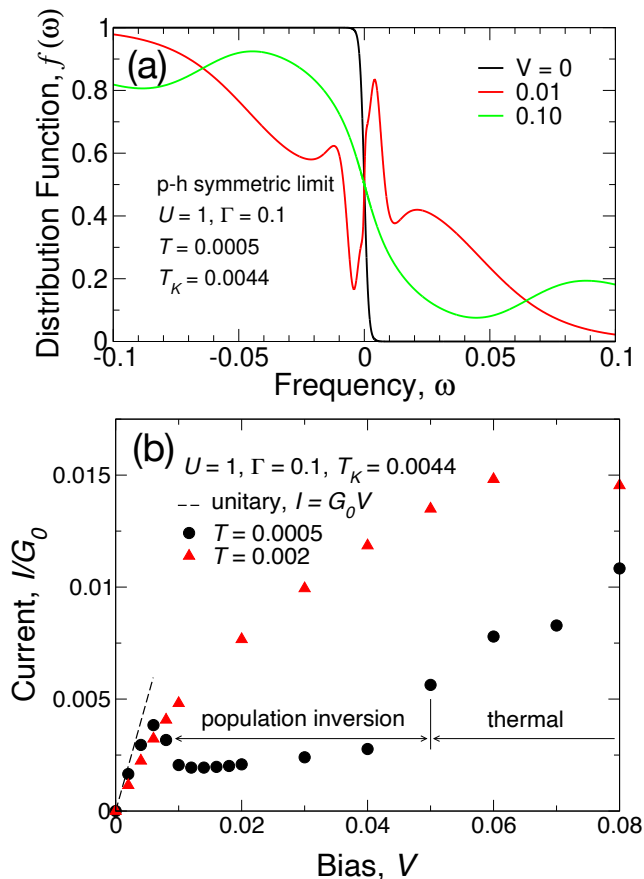 (a)
Distribution Function, f (ω)
1
0.8
0.6
0.4
0.2
0
V = 0
0.01
0.10
p-h symmetric limit
U = 1, Γ = 0.1
T = 0.0005
T_K = 0.0044
-0.1 -0.05 0 0.05 0.1
Frequency, ω
(b)
Current, I/G_0
0.015
0.01
0.005
0
U = 1, Γ = 0.1, T_K = 0.0044
unitary, I = G_0V
T = 0.0005
T = 0.002
population inversion
thermal
0 0.02 0.04 0.06 0.08
Bias, V